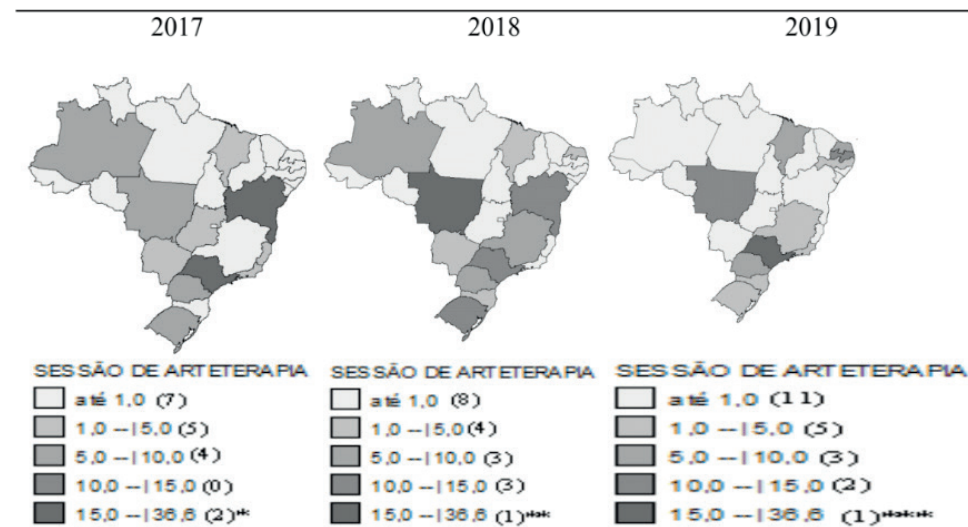 2017 2018 2019
SESSÃO DE ARTETERAPIA
até 1,0 (7)
1,0 --| 5,0 (5)
5,0 --| 10,0 (4)
10,0 --| 15,0 (0)
15,0 --| 36,6 (2)*
SESSÃO DE ARTETERAPIA
até 1,0 (8)
1,0 --| 5,0 (4)
5,0 --| 10,0 (3)
10,0 --| 15,0 (3)
15,0 --| 36,6 (1)***
SESSÃO DE ARTETERAPIA
até 1,0 (11)
1,0 --| 5,0 (5)
5,0 --| 10,0 (3)
10,0 --| 15,0 (2)
15,0 --| 36,6 (1)****